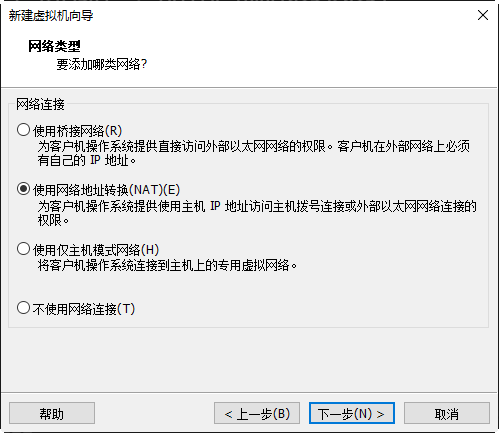 新建虚拟机向导
网络类型
要添加哪类网络?
网络连接
使用桥接网络(R)
为客户机操作系统提供直接访问外部以太网网络的权限。客户机在外部网络上必须
有自己的 IP 地址。
使用网络地址转换(NAT)(E)
为客户机操作系统提供使用主机 IP 地址访问主机拨号连接或外部以太网网络连接的
权限。
使用仅主机模式网络(H)
将客户机操作系统连接到主机上的专用虚拟网络。
不使用网络连接(T)
帮助
< 上一步(B)
下一步(N) >
取消